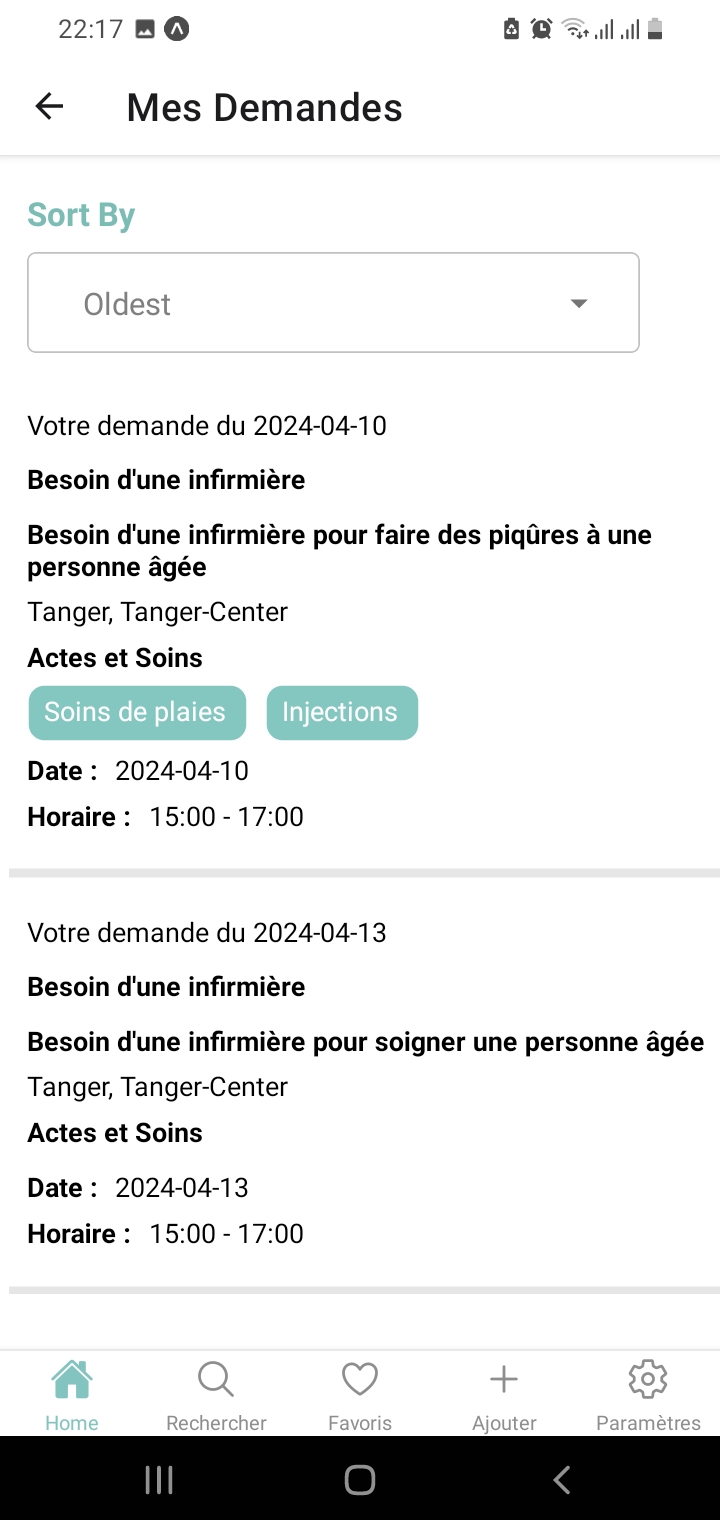 22:17
Mes Demandes
Sort By
Oldest
Votre demande du 2024-04-10
Besoin d'une infirmière
Besoin d'une infirmière pour faire des piqûres à une
personne âgée
Tanger, Tanger-Center
Actes et Soins
Soins de plaies Injections
Date : 2024-04-10
Horaire : 15:00 - 17:00
Votre demande du 2024-04-13
Besoin d'une infirmière
Besoin d'une infirmière pour soigner une personne âgée
Tanger, Tanger-Center
Actes et Soins
Date : 2024-04-13
Horaire : 15:00 - 17:00
Home Rechercher Favoris Ajouter Paramètres